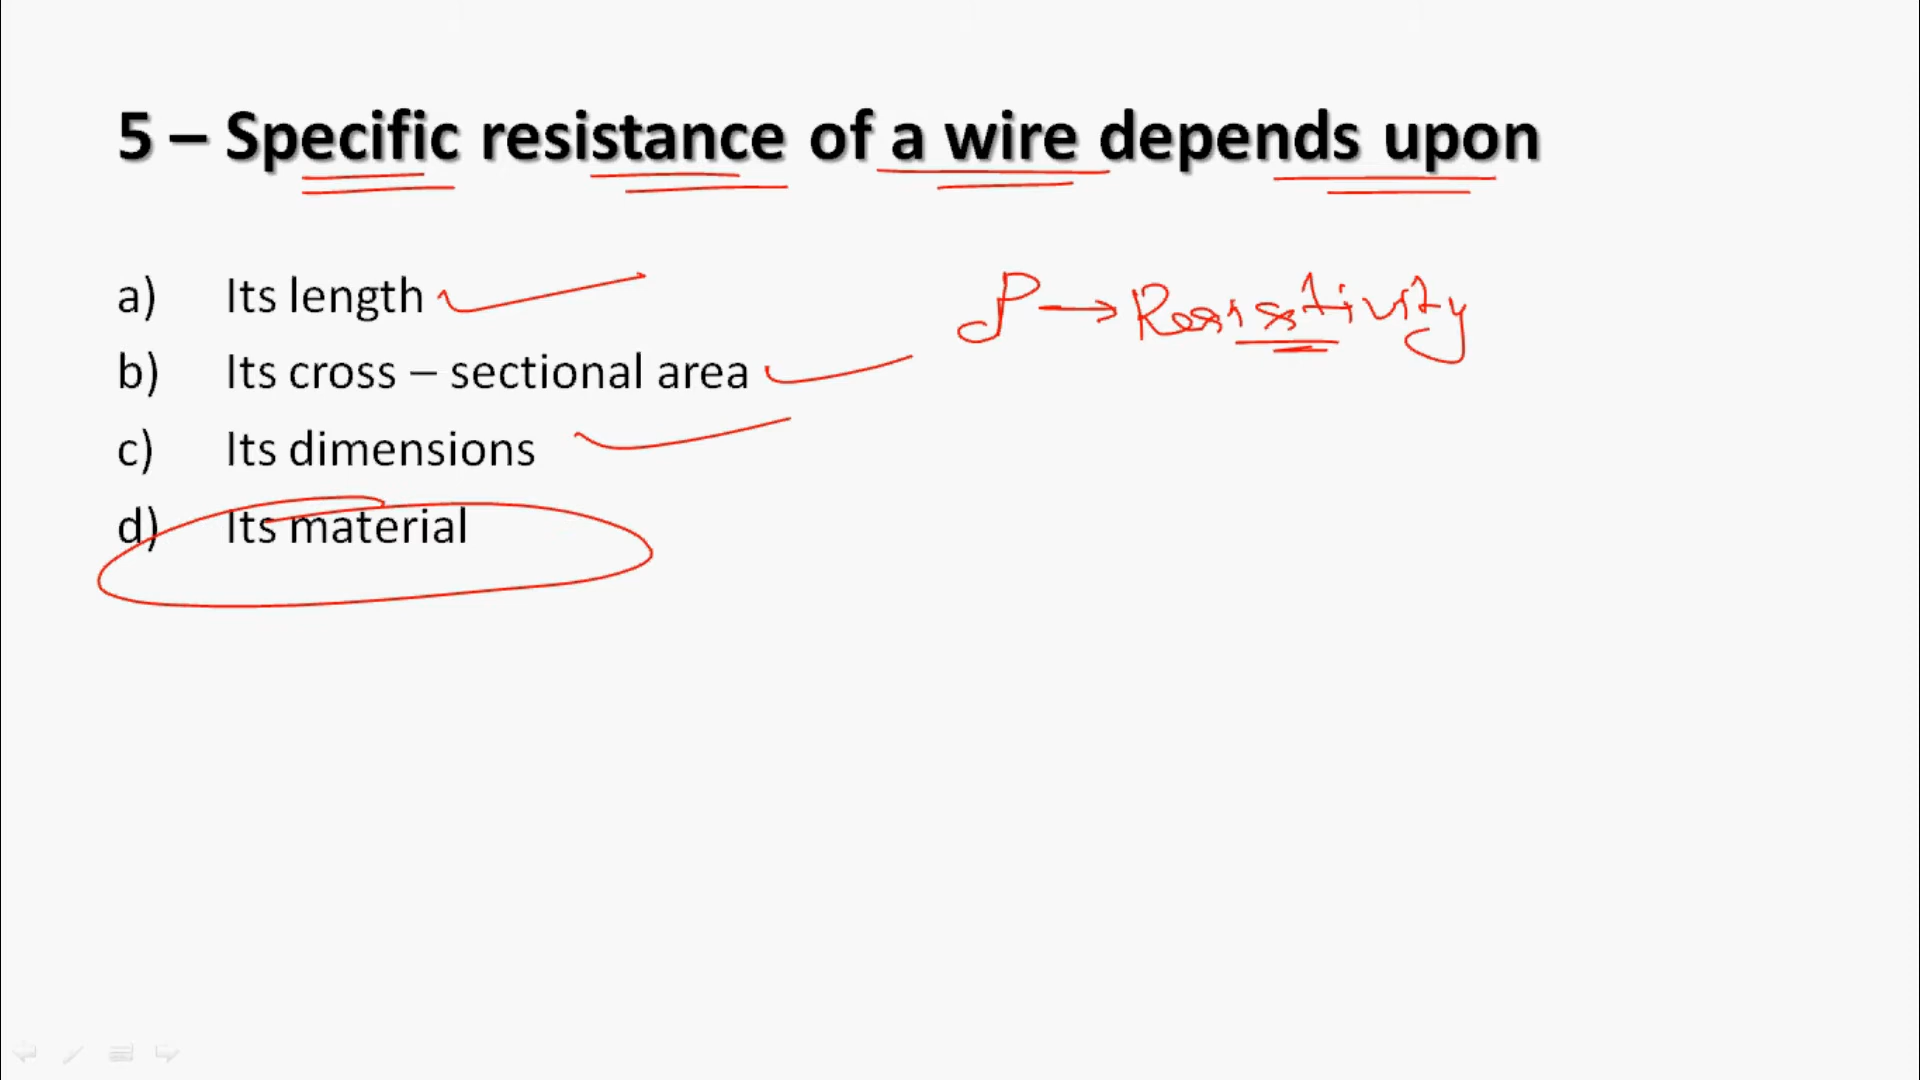 5 – Specific resistance of a wire depends upon
a) Its length
b) Its cross – sectional area
c) Its dimensions
d) Its material
ρ → Resistivity